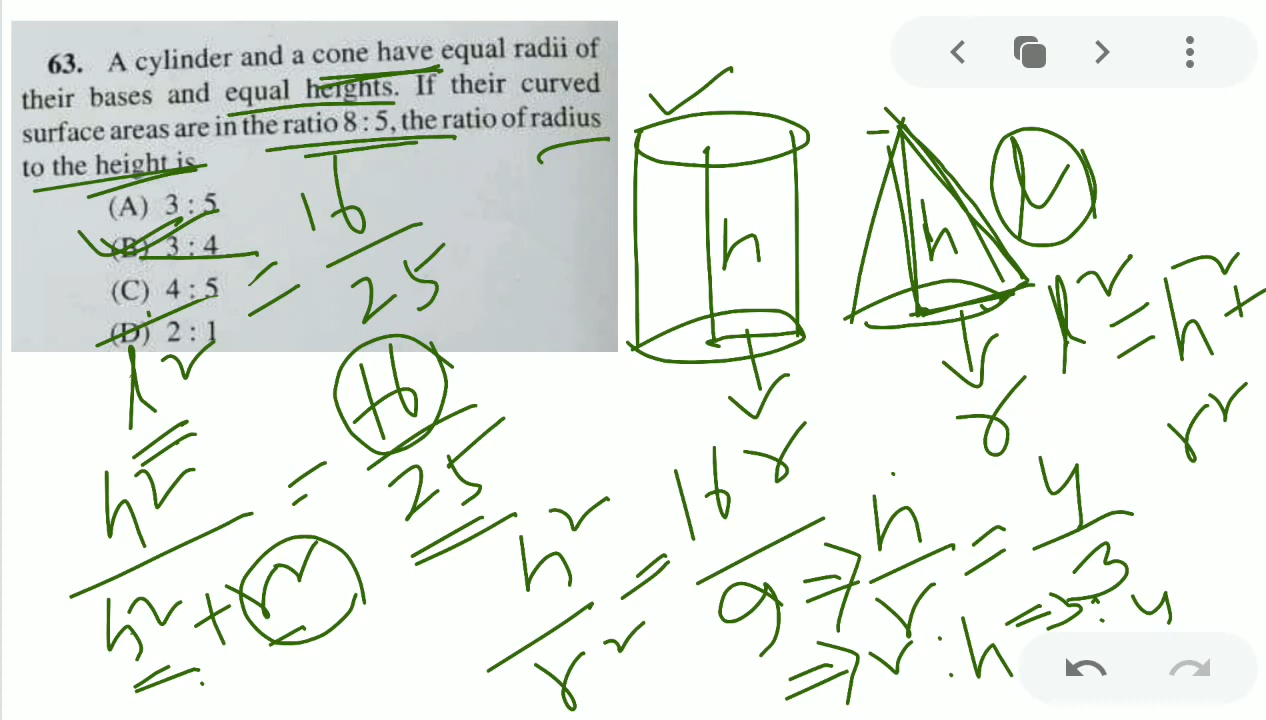 63. A cylinder and a cone have equal radii of
their bases and equal heights. If their curved
surface areas are in the ratio 8 : 5, the ratio of radius
to the height is
(A) 3 : 5
(B) 3 : 4
(C) 4 : 5
(D) 2 : 1
= 16/25
h
h
l
r
r
l² = h² +
r²
l²
h²/h² + r² = 16/25
h²/r² = 16/9 => h/r = 4/3
=> r : h = 3 : 4